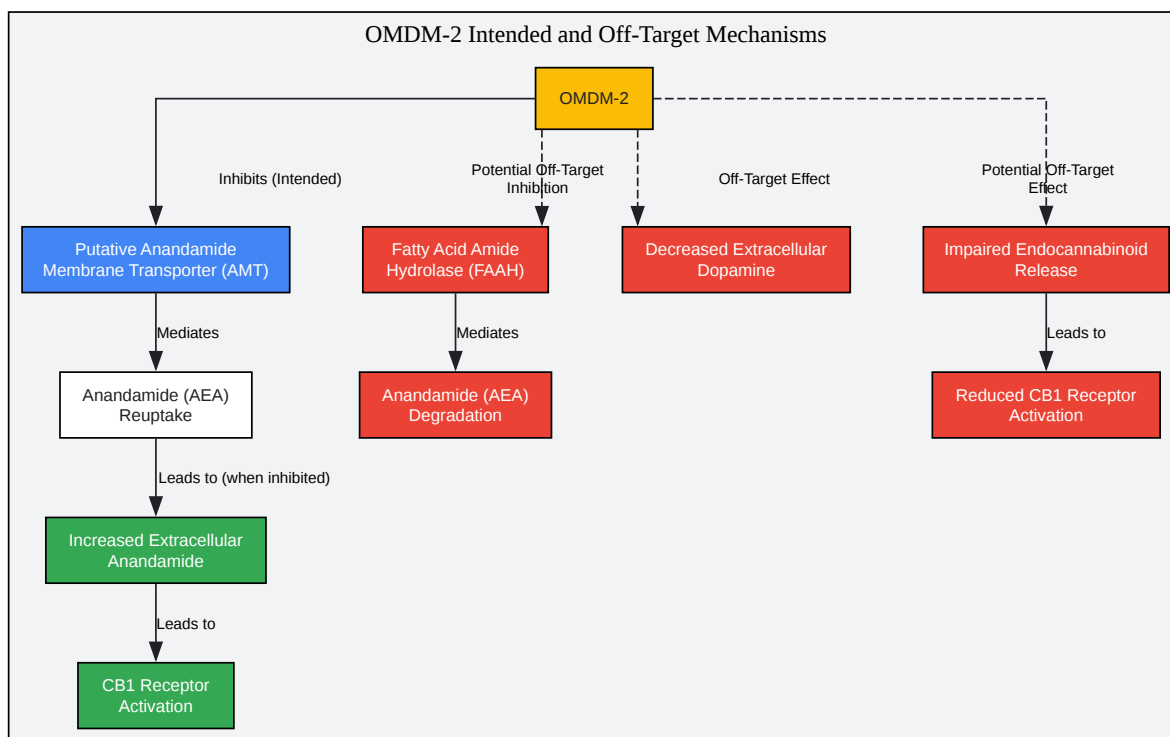 OMDM-2 Intended and Off-Target Mechanisms
OMDM-2
Inhibits (Intended)
Potential Off-Target
Inhibition
Off-Target Effect
Potential Off-Target
Effect
Putative Anandamide
Membrane Transporter (AMT)
Fatty Acid Amide
Hydrolase (FAAH)
Decreased Extracellular
Dopamine
Impaired Endocannabinoid
Release
Mediates
Mediates
Leads to
Anandamide (AEA)
Reuptake
Anandamide (AEA)
Degradation
Reduced CB1 Receptor
Activation
Leads to (when inhibited)
Increased Extracellular
Anandamide
Leads to
CB1 Receptor
Activation